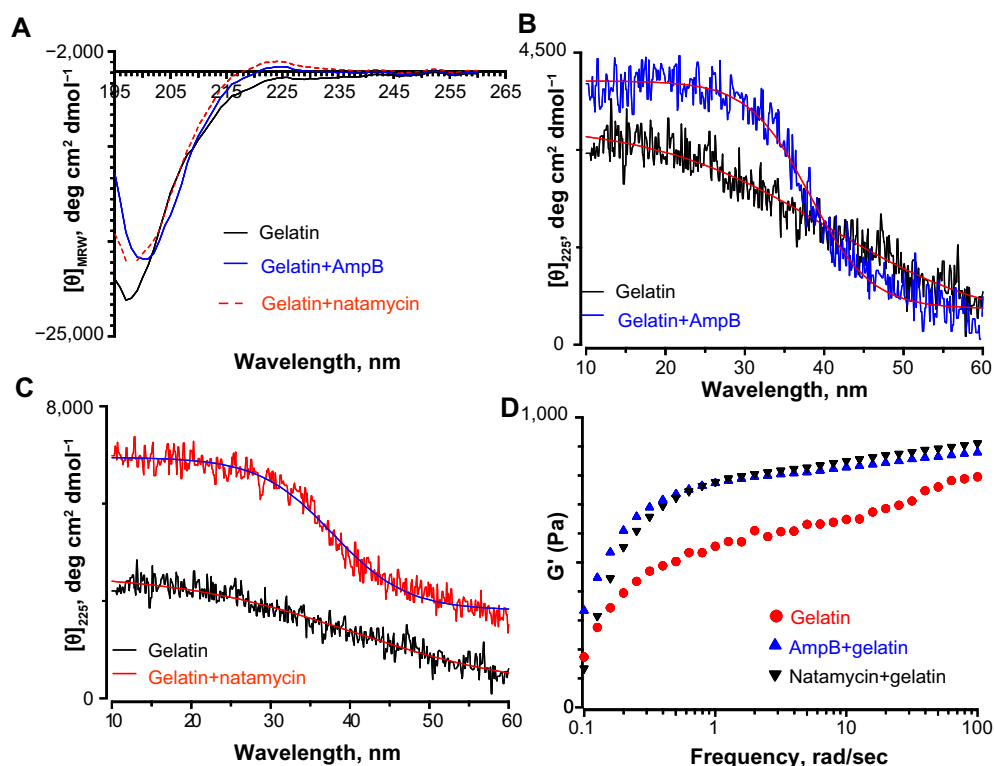 A
−2,000
195 205 215 225 235 245 255 265
[θ]MRW, deg cm² dmol⁻¹
Gelatin
Gelatin+AmpB
Gelatin+natamycin
−25,000
Wavelength, nm
B
4,500
[θ]225, deg cm² dmol⁻¹
Gelatin
Gelatin+AmpB
0
10 20 30 40 50 60
Wavelength, nm
C
8,000
[θ]225, deg cm² dmol⁻¹
Gelatin
Gelatin+natamycin
0
10 20 30 40 50 60
Wavelength, nm
D
1,000
G' (Pa)
Gelatin
AmpB+gelatin
Natamycin+gelatin
0
0.1 1 10 100
Frequency, rad/sec